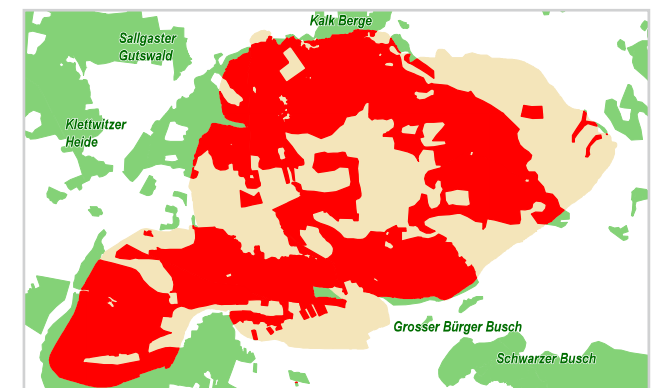 Kalk Berge
Sallgaster
Gutswald
Klettwitzer
Heide
Grosser Bürger Busch
Schwarzer Busch